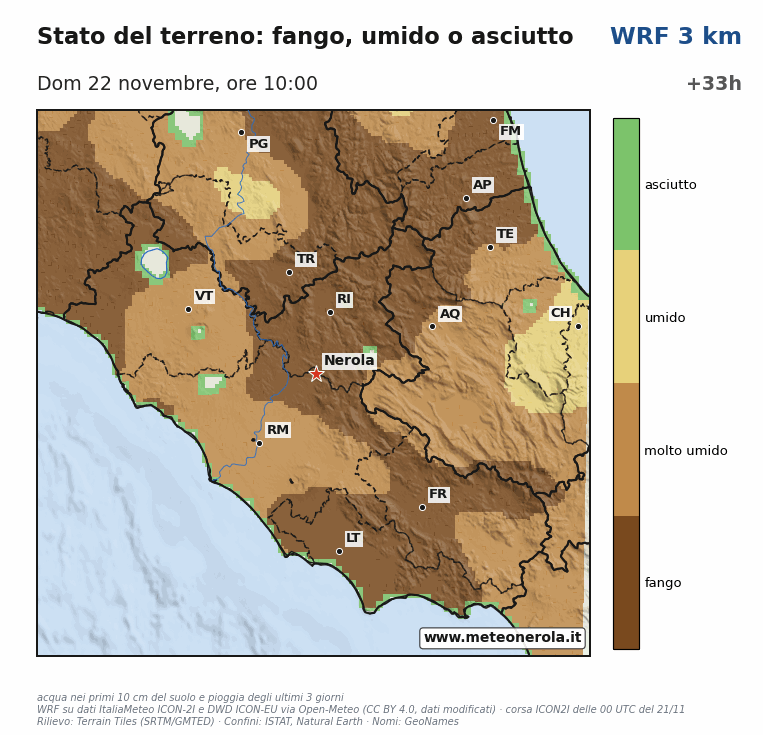 Stato del terreno: fango, umido o asciutto
WRF 3 km
Dom 22 novembre, ore 10:00
+33h
FM
PG
AP
TE
TR
VT
RI
AQ
CH
Nerola
RM
FR
LT
www.meteonerola.it
asciutto
umido
molto umido
fango
acqua nei primi 10 cm del suolo e pioggia degli ultimi 3 giorni
WRF su dati ItaliaMeteo ICON-2I e DWD ICON-EU via Open-Meteo (CC BY 4.0, dati modificati) · corsa ICON2I delle 00 UTC del 21/11
Rilievo: Terrain Tiles (SRTM/GMTED) · Confini: ISTAT, Natural Earth · Nomi: GeoNames